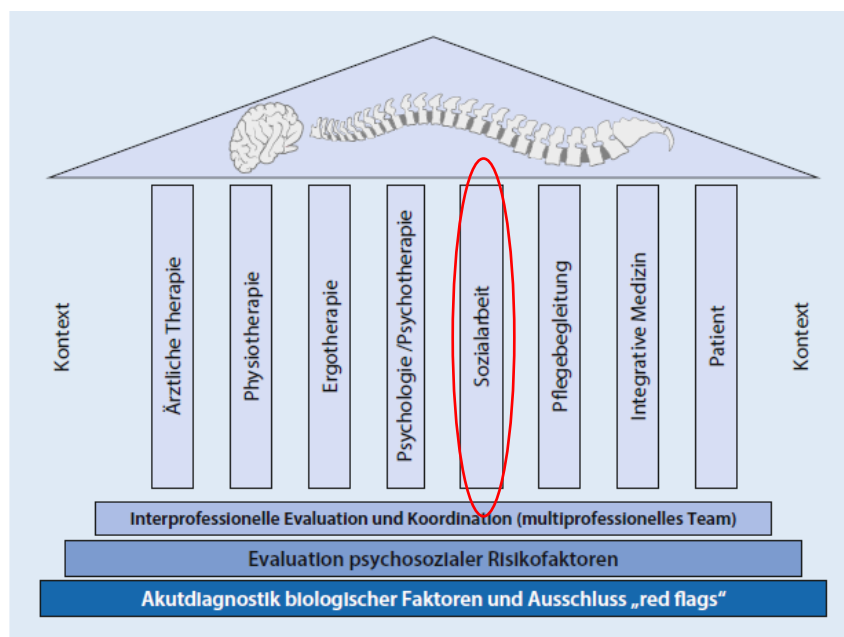 Kontext
Ärztliche Therapie
Physiotherapie
Ergotherapie
Psychologie /Psychotherapie
Sozialarbeit
Pflegebegleitung
Integrative Medizin
Patient
Kontext
Interprofessionelle Evaluation und Koordination (multiprofessionelles Team)
Evaluation psychosozialer Risikofaktoren
Akutdiagnostik biologischer Faktoren und Ausschluss „red flags“